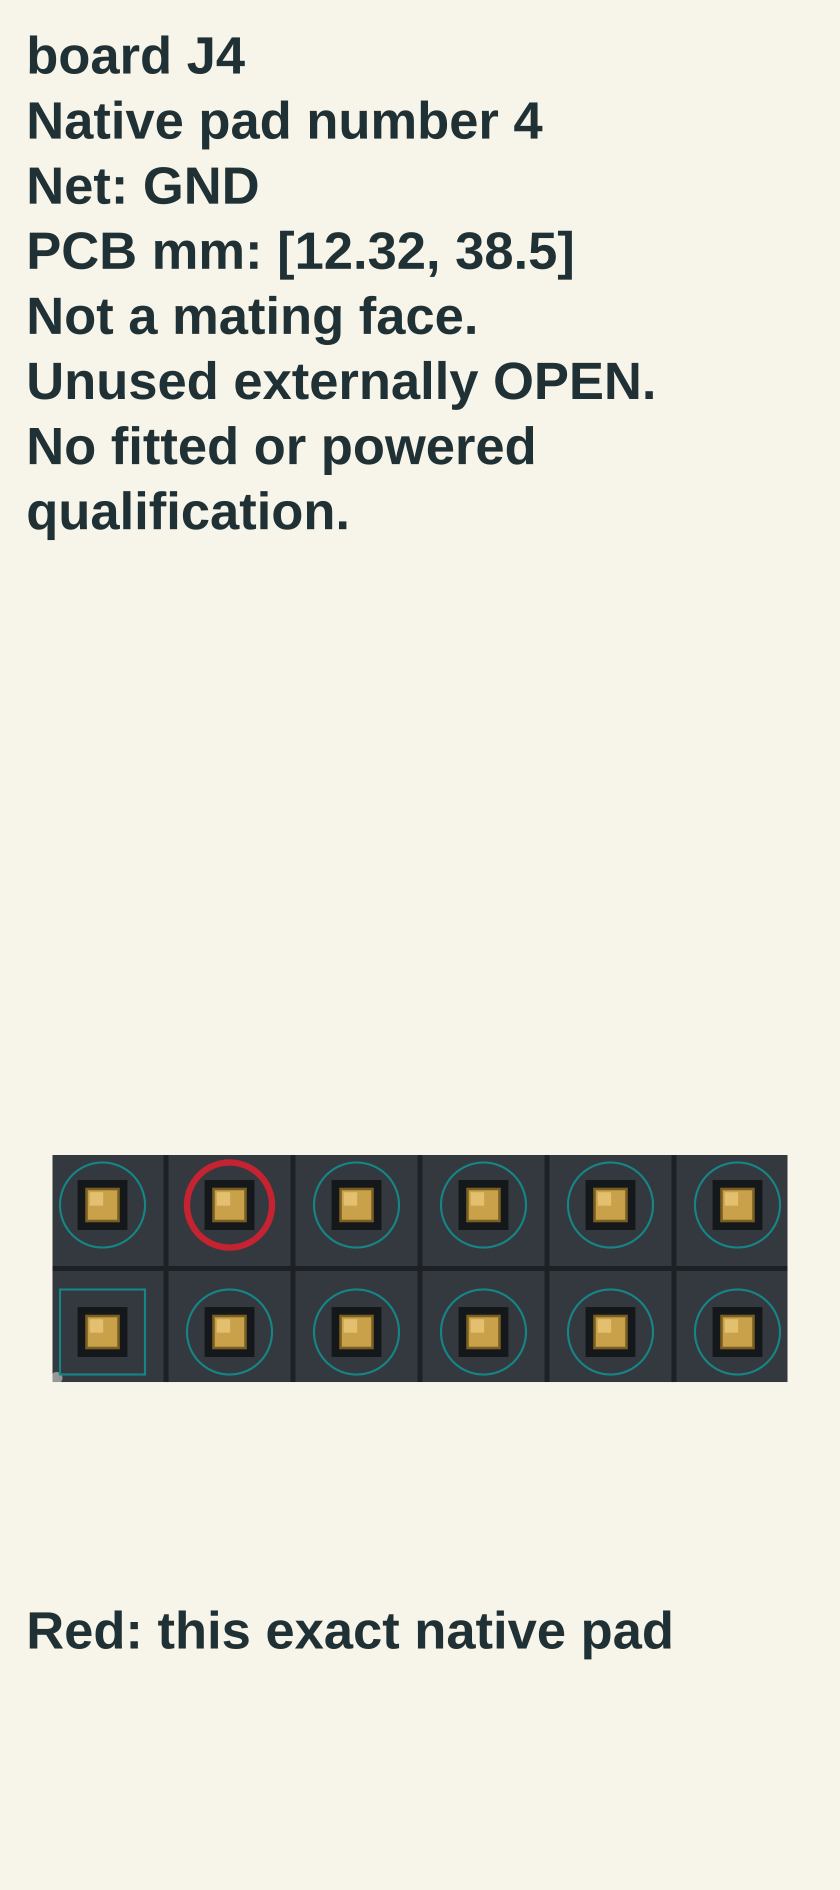 board J4
Native pad number 4
Net: GND
PCB mm: [12.32, 38.5]
Not a mating face.
Unused externally OPEN.
No fitted or powered
qualification.
Red: this exact native pad